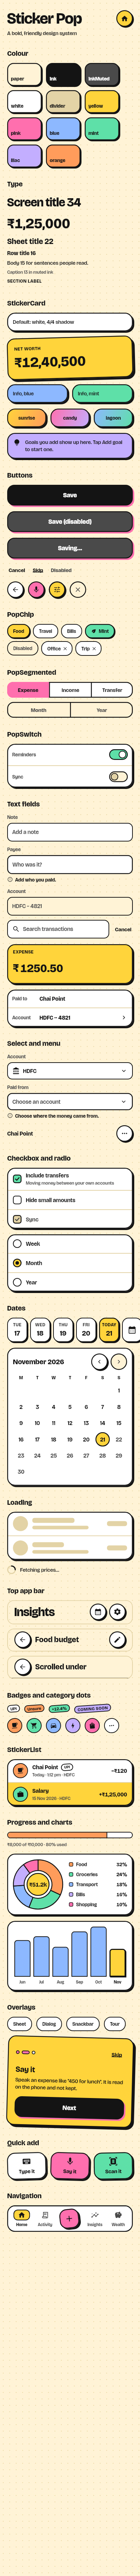 Sticker Pop
A bold, friendly design system
Colour
paper
ink
inkMuted
white
divider
yellow
pink
blue
mint
lilac
orange
Type
Screen title 34
₹1,25,000
Sheet title 22
Row title 16
Body 15 for sentences people read.
Caption 13 in muted ink
SECTION LABEL
StickerCard
Default: white, 4/4 shadow
NET WORTH
₹12,40,500
Info, blue
Info, mint
sunrise
candy
lagoon
Goals you add show up here. Tap Add goal
to start one.
Buttons
Save
Save (disabled)
Saving…
Cancel
Skip
Disabled
PopChip
Food
Travel
Bills
Mint
Disabled
Office ×
Trip ×
PopSegmented
Expense
Income
Transfer
Month
Year
PopSwitch
Reminders
Sync
Text fields
Note
Add a note
Payee
Who was it?
Add who you paid.
Account
HDFC - 4821
Search transactions
Cancel
EXPENSE
₹ 1250.50
Paid to
Chai Point
Account
HDFC - 4821
Select and menu
Account
HDFC
Paid from
Choose an account
Choose where the money came from.
Chai Point
Checkbox and radio
Include transfers
Moving money between your own accounts
Hide small amounts
Sync
Week
Month
Year
Dates
TUE
17
WED
18
THU
19
FRI
20
TODAY
21
November 2026
M T W T F S S
1
2 3 4 5 6 7 8
9 10 11 12 13 14 15
16 17 18 19 20 21 22
23 24 25 26 27 28 29
30
Loading
Fetching prices…
Top app bar
Insights
Food budget
Scrolled under
Badges and category dots
UPI
+12.4%
COMING SOON
StickerList
Chai Point
UPI
Today · 1:12 pm · HDFC
−₹120
Salary
15 Nov 2026 · HDFC
+₹1,25,000
Progress and charts
₹51.2k
Food
32%
Groceries
24%
Transport
18%
Bills
16%
Shopping
10%
Jun
Jul
Aug
Sep
Oct
Nov
Overlays
Sheet
Dialog
Snackbar
Tour
Skip
Say it
Speak an expense like '450 for lunch'. It is read
on the phone and not kept.
Next
Quick add
Type it
Say it
Scan it
Navigation
Home
Activity
Insights
Wealth